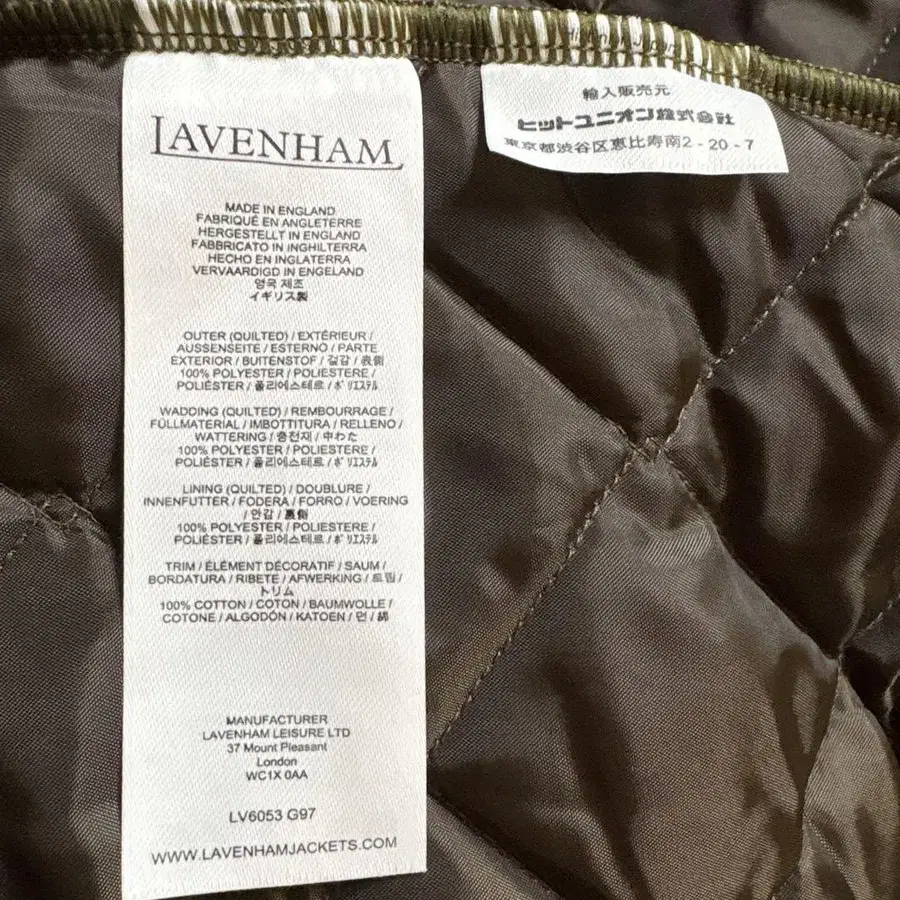 LAVENHAM
MADE IN ENGLAND
FABRIQUÉ EN ANGLETERRE
HERGESTELLT IN ENGLAND
FABBRICATO IN INGHILTERRA
HECHO EN INGLATERRA
VERVAARDIGD IN ENGELAND
영국 제조
イギリス製
OUTER (QUILTED) / EXTÉRIEUR /
AUSSENSEITE / ESTERNO / PARTE
EXTERIOR / BUITENSTOF / 겉감 / 表側
100% POLYESTER / POLIESTERE /
POLIÉSTER / 폴리에스테르 / ポリエステル
WADDING (QUILTED) / REMBOURRAGE /
FÜLLMATERIAL / IMBOTTITURA / RELLENO /
WATTERING / 충전재 / 中わた
100% POLYESTER / POLIESTERE /
POLIÉSTER / 폴리에스테르 / ポリエステル
LINING (QUILTED) / DOUBLURE /
INNENFUTTER / FODERA / FORRO / VOERING
/ 안감 / 裏側
100% POLYESTER / POLIESTERE /
POLIÉSTER / 폴리에스테르 / ポリエステル
TRIM / ÉLÉMENT DÉCORATIF / SAUM /
BORDATURA / RIBETE / AFWERKING / 트림 /
トリム
100% COTTON / COTON / BAUMWOLLE /
COTONE / ALGODÓN / KATOEN / 면 / 綿
MANUFACTURER
LAVENHAM LEISURE LTD
37 Mount Pleasant
London
WC1X 0AA
LV6053 G97
WWW.LAVENHAMJACKETS.COM
輸入販売元
ヒットユニオン株式会社
東京都渋谷区恵比寿南2-20-7